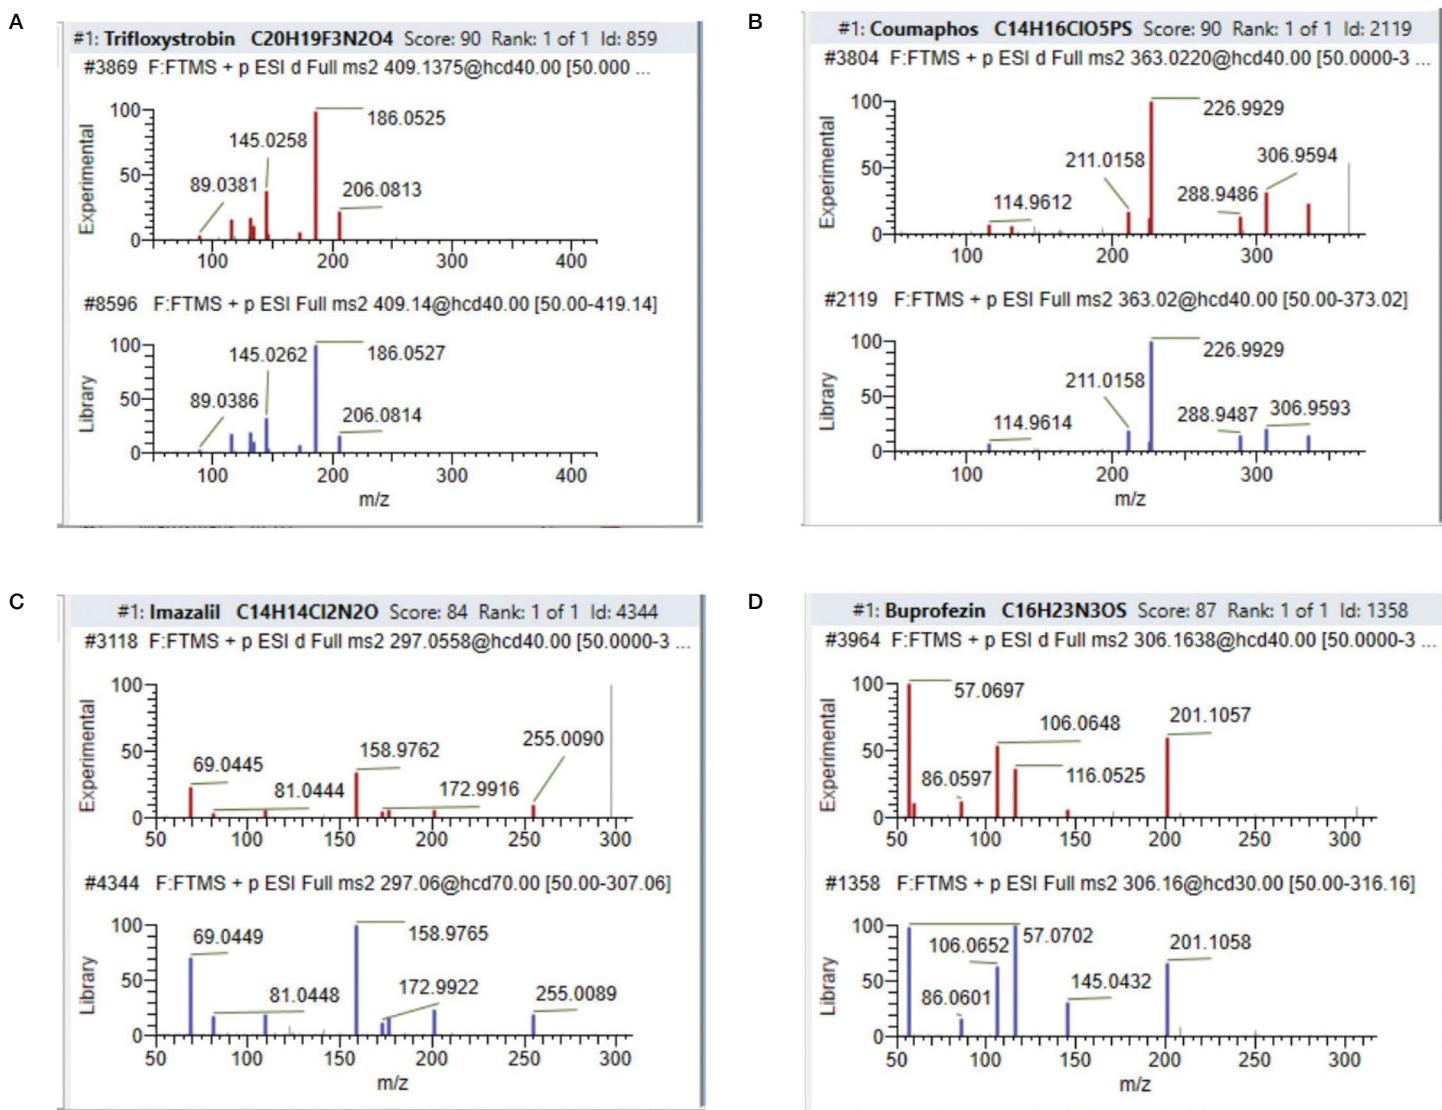 A
#1: Trifloxystrobin C20H19F3N2O4 Score: 90 Rank: 1 of 1 Id: 859
#3869 F:FTMS + p ESI d Full ms2 409.1375@hcd40.00 [50.000 ...
Experimental
100
50
0
89.0381
145.0258
186.0525
206.0813
100 200 300 400
#8596 F:FTMS + p ESI Full ms2 409.14@hcd40.00 [50.00-419.14]
Library
100
50
0
89.0386
145.0262
186.0527
206.0814
100 200 300 400
m/z
B
#1: Coumaphos C14H16ClO5PS Score: 90 Rank: 1 of 1 Id: 2119
#3804 F:FTMS + p ESI d Full ms2 363.0220@hcd40.00 [50.0000-3 ...
Experimental
100
50
0
114.9612
211.0158
226.9929
288.9486
306.9594
100 200 300
#2119 F:FTMS + p ESI Full ms2 363.02@hcd40.00 [50.00-373.02]
Library
100
50
0
114.9614
211.0158
226.9929
288.9487
306.9593
100 200 300
m/z
C
#1: Imazalil C14H14Cl2N2O Score: 84 Rank: 1 of 1 Id: 4344
#3118 F:FTMS + p ESI d Full ms2 297.0558@hcd40.00 [50.0000-3 ...
Experimental
100
50
0
69.0445
81.0444
158.9762
172.9916
255.0090
50 100 150 200 250 300
#4344 F:FTMS + p ESI Full ms2 297.06@hcd70.00 [50.00-307.06]
Library
100
50
0
69.0449
81.0448
158.9765
172.9922
255.0089
50 100 150 200 250 300
m/z
D
#1: Buprofezin C16H23N3OS Score: 87 Rank: 1 of 1 Id: 1358
#3964 F:FTMS + p ESI d Full ms2 306.1638@hcd40.00 [50.0000-3 ...
Experimental
100
50
0
57.0697
86.0597
106.0648
116.0525
201.1057
50 100 150 200 250 300
#1358 F:FTMS + p ESI Full ms2 306.16@hcd30.00 [50.00-316.16]
Library
100
50
0
106.0652
57.0702
86.0601
145.0432
201.1058
50 100 150 200 250 300
m/z